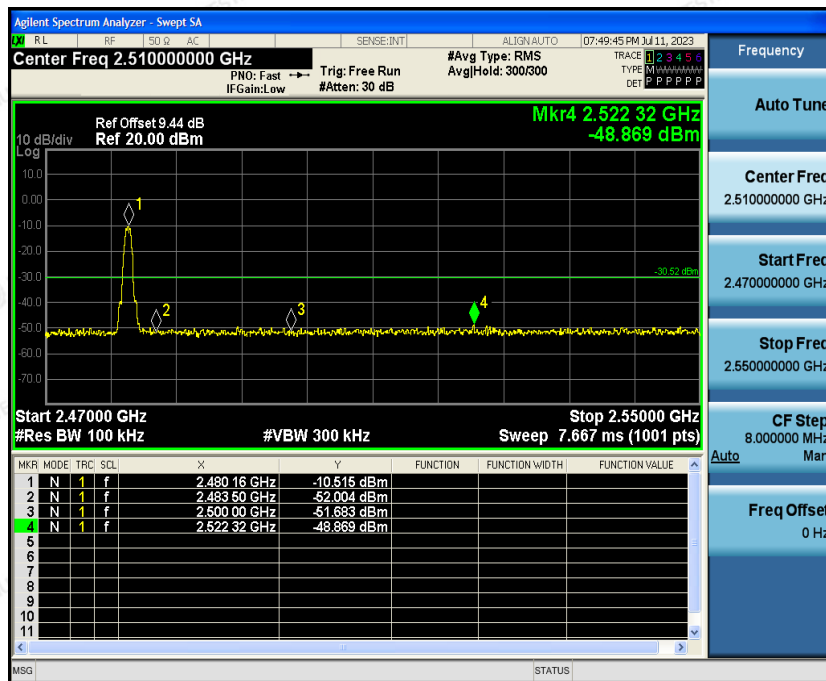 Agilent Spectrum Analyzer - Swept SA
LXI RL RF 50 Ω AC SENSE:INT ALIGN AUTO 07:49:45 PM Jul 11, 2023
Center Freq 2.510000000 GHz
PNO: Fast
IFGain:Low
Trig: Free Run
#Atten: 30 dB
#Avg Type: RMS
Avg|Hold: 300/300
TRACE 1 2 3 4 5 6
TYPE M W W W W W
DET P P P P P P
Ref Offset 9.44 dB
Ref 20.00 dBm
10 dB/div
Log
Mkr4 2.522 32 GHz
-48.869 dBm
10.0
0.00
-10.0
-20.0
-30.0
-40.0
-50.0
-60.0
-70.0
1
2
3
4
-30.52 dBm
Start 2.47000 GHz
Stop 2.55000 GHz
#Res BW 100 kHz
#VBW 300 kHz
Sweep 7.667 ms (1001 pts)
MKR MODE TRC SCL X Y FUNCTION FUNCTION WIDTH FUNCTION VALUE
1 N 1 f 2.480 16 GHz -10.515 dBm
2 N 1 f 2.483 50 GHz -52.004 dBm
3 N 1 f 2.500 00 GHz -51.683 dBm
4 N 1 f 2.522 32 GHz -48.869 dBm
5
6
7
8
9
10
11
MSG
STATUS
Frequency
Auto Tune
Center Freq
2.510000000 GHz
Start Freq
2.470000000 GHz
Stop Freq
2.550000000 GHz
CF Step
8.000000 MHz
Auto Man
Freq Offset
0 Hz